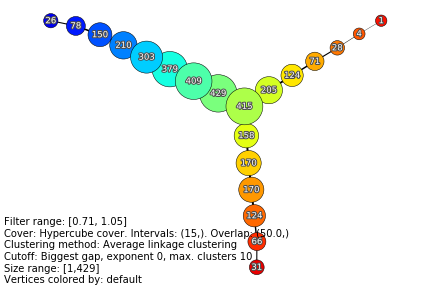 26 78 150 210 303 379 409 429 415 205 124 71 28 4 1
158
170
170
124
66
31
Filter range: [0.71, 1.05]
Cover: Hypercube cover. Intervals: (15,). Overlap: (50.0,)
Clustering method: Average linkage clustering
Cutoff: Biggest gap, exponent 0, max. clusters 10
Size range: [1,429]
Vertices colored by: default